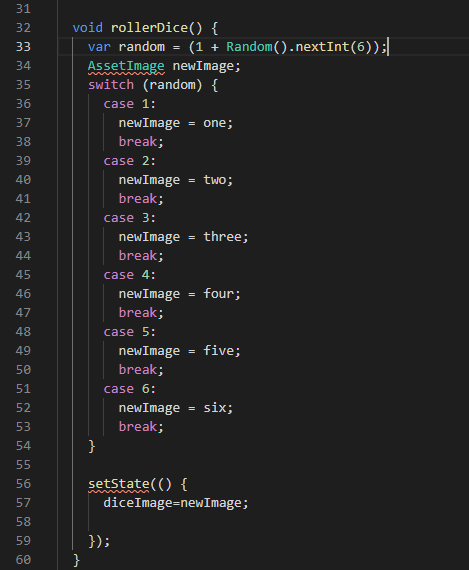 31
32 void rollerDice() {
33 var random = (1 + Random().nextInt(6));
34 AssetImage newImage;
35 switch (random) {
36 case 1:
37 newImage = one;
38 break;
39 case 2:
40 newImage = two;
41 break;
42 case 3:
43 newImage = three;
44 break;
45 case 4:
46 newImage = four;
47 break;
48 case 5:
49 newImage = five;
50 break;
51 case 6:
52 newImage = six;
53 break;
54 }
55
56 setState(() {
57 diceImage=newImage;
58
59 });
60 }